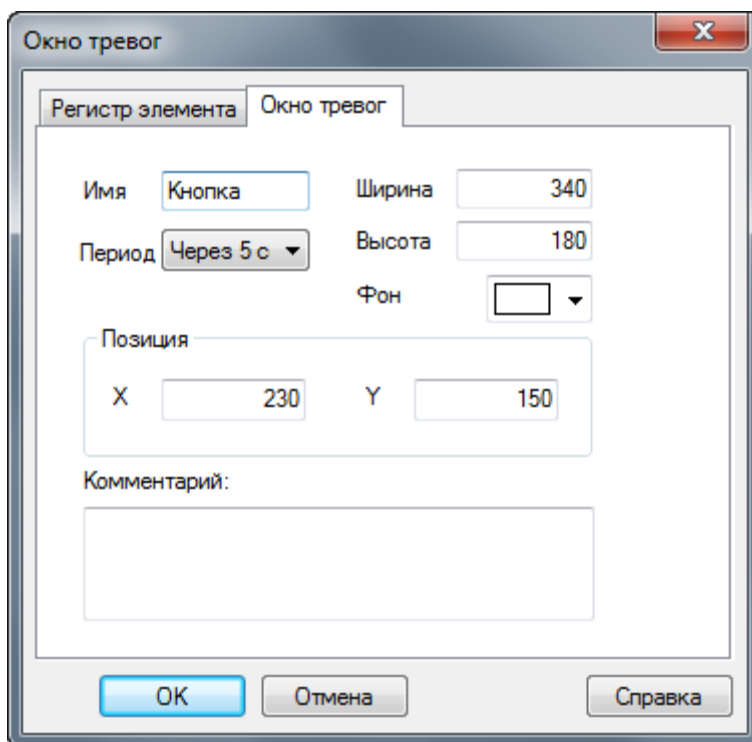 Окно тревог
Регистр элемента Окно тревог
Имя Кнопка Ширина 340
Период Через 5 с Высота 180
Фон
Позиция
X 230 Y 150
Комментарий:
OK Отмена Справка